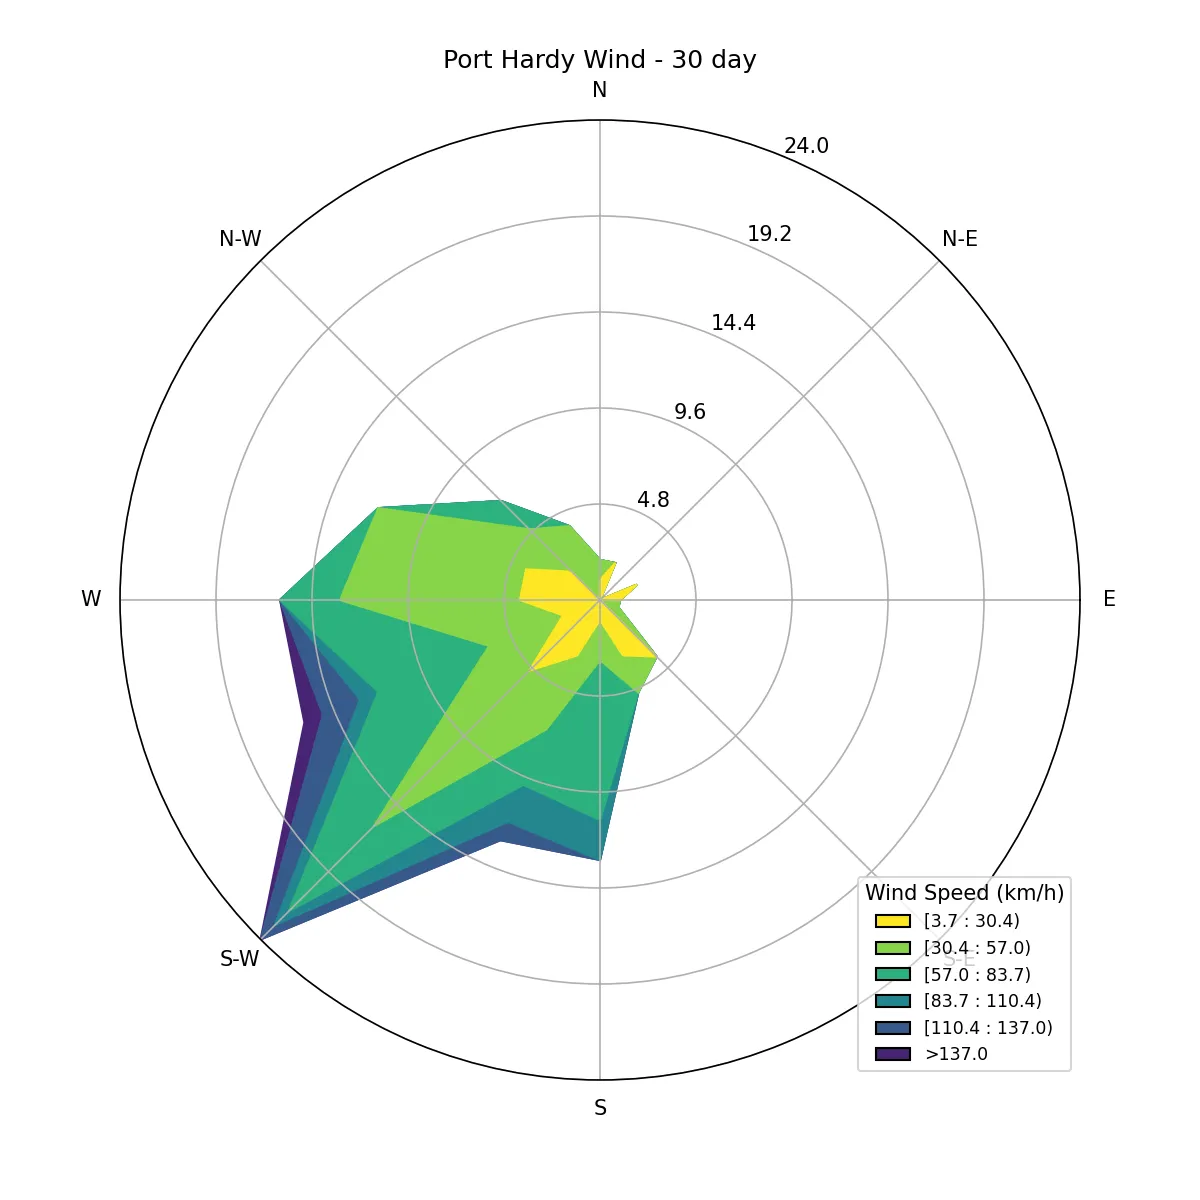 Port Hardy Wind - 30 day
N
24.0
N-W
19.2
N-E
14.4
9.6
4.8
W
E
Wind Speed (km/h)
[3.7 : 30.4)
[30.4 : 57.0)
S-W
S-E
[57.0 : 83.7)
[83.7 : 110.4)
[110.4 : 137.0)
>137.0
S